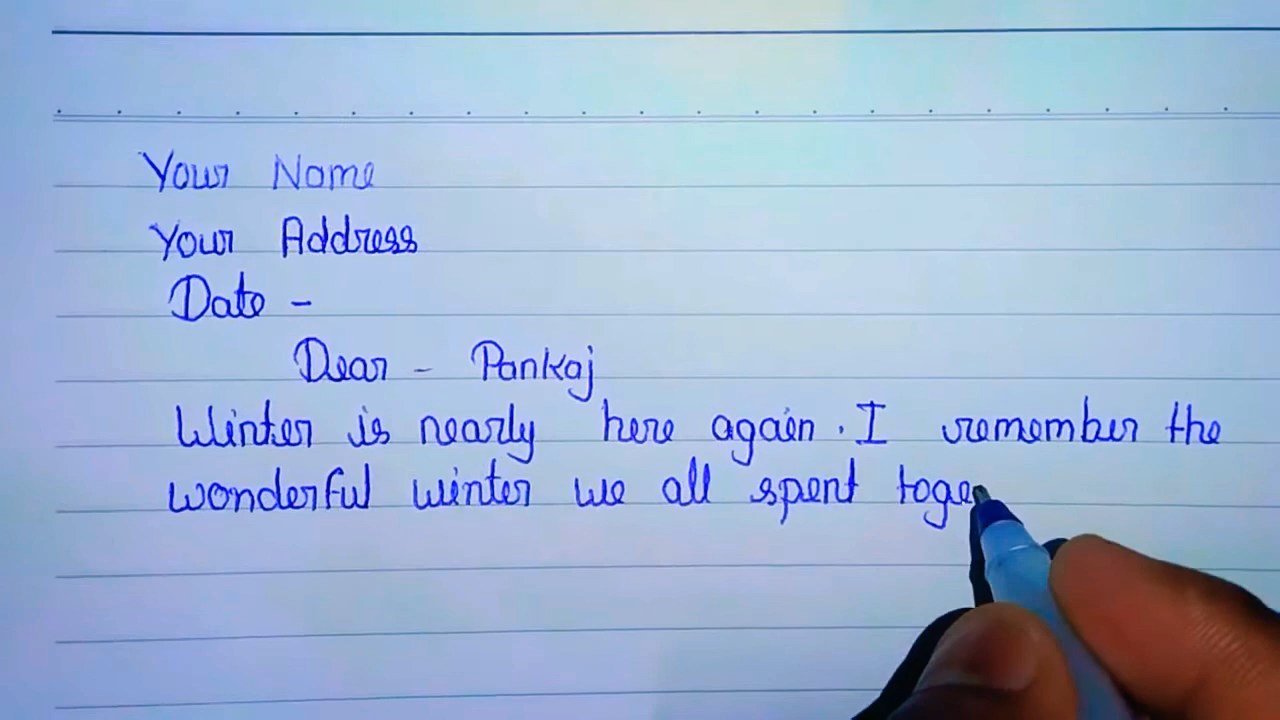 Your Name
Your Address
Date -
Dear - Pankaj
Winter is nearly here again. I remember the
wonderful winter we all spent toge